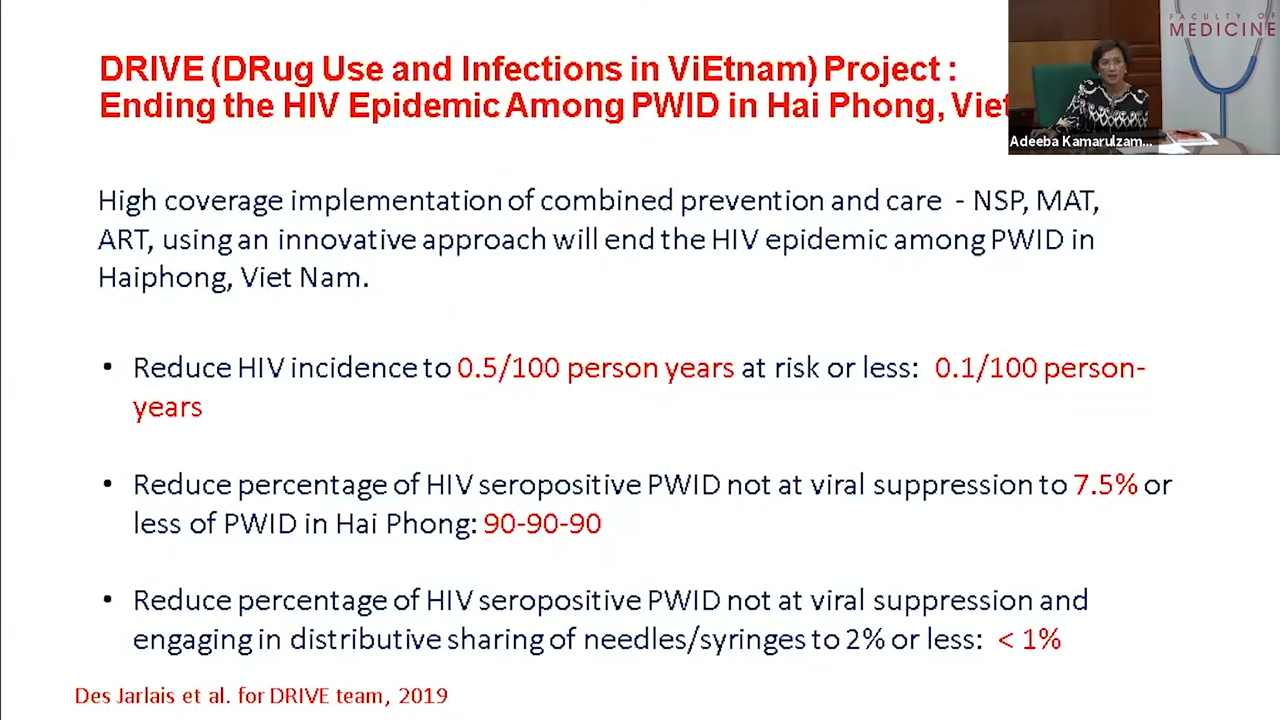 DRIVE (DRug Use and Infections in ViEtnam) Project :
Ending the HIV Epidemic Among PWID in Hai Phong, Viet
FACULTY OF
MEDICINE
Adeeba Kamarulzam...
High coverage implementation of combined prevention and care - NSP, MAT,
ART, using an innovative approach will end the HIV epidemic among PWID in
Haiphong, Viet Nam.
• Reduce HIV incidence to 0.5/100 person years at risk or less: 0.1/100 person-
years
• Reduce percentage of HIV seropositive PWID not at viral suppression to 7.5% or
less of PWID in Hai Phong: 90-90-90
• Reduce percentage of HIV seropositive PWID not at viral suppression and
engaging in distributive sharing of needles/syringes to 2% or less: < 1%
Des Jarlais et al. for DRIVE team, 2019